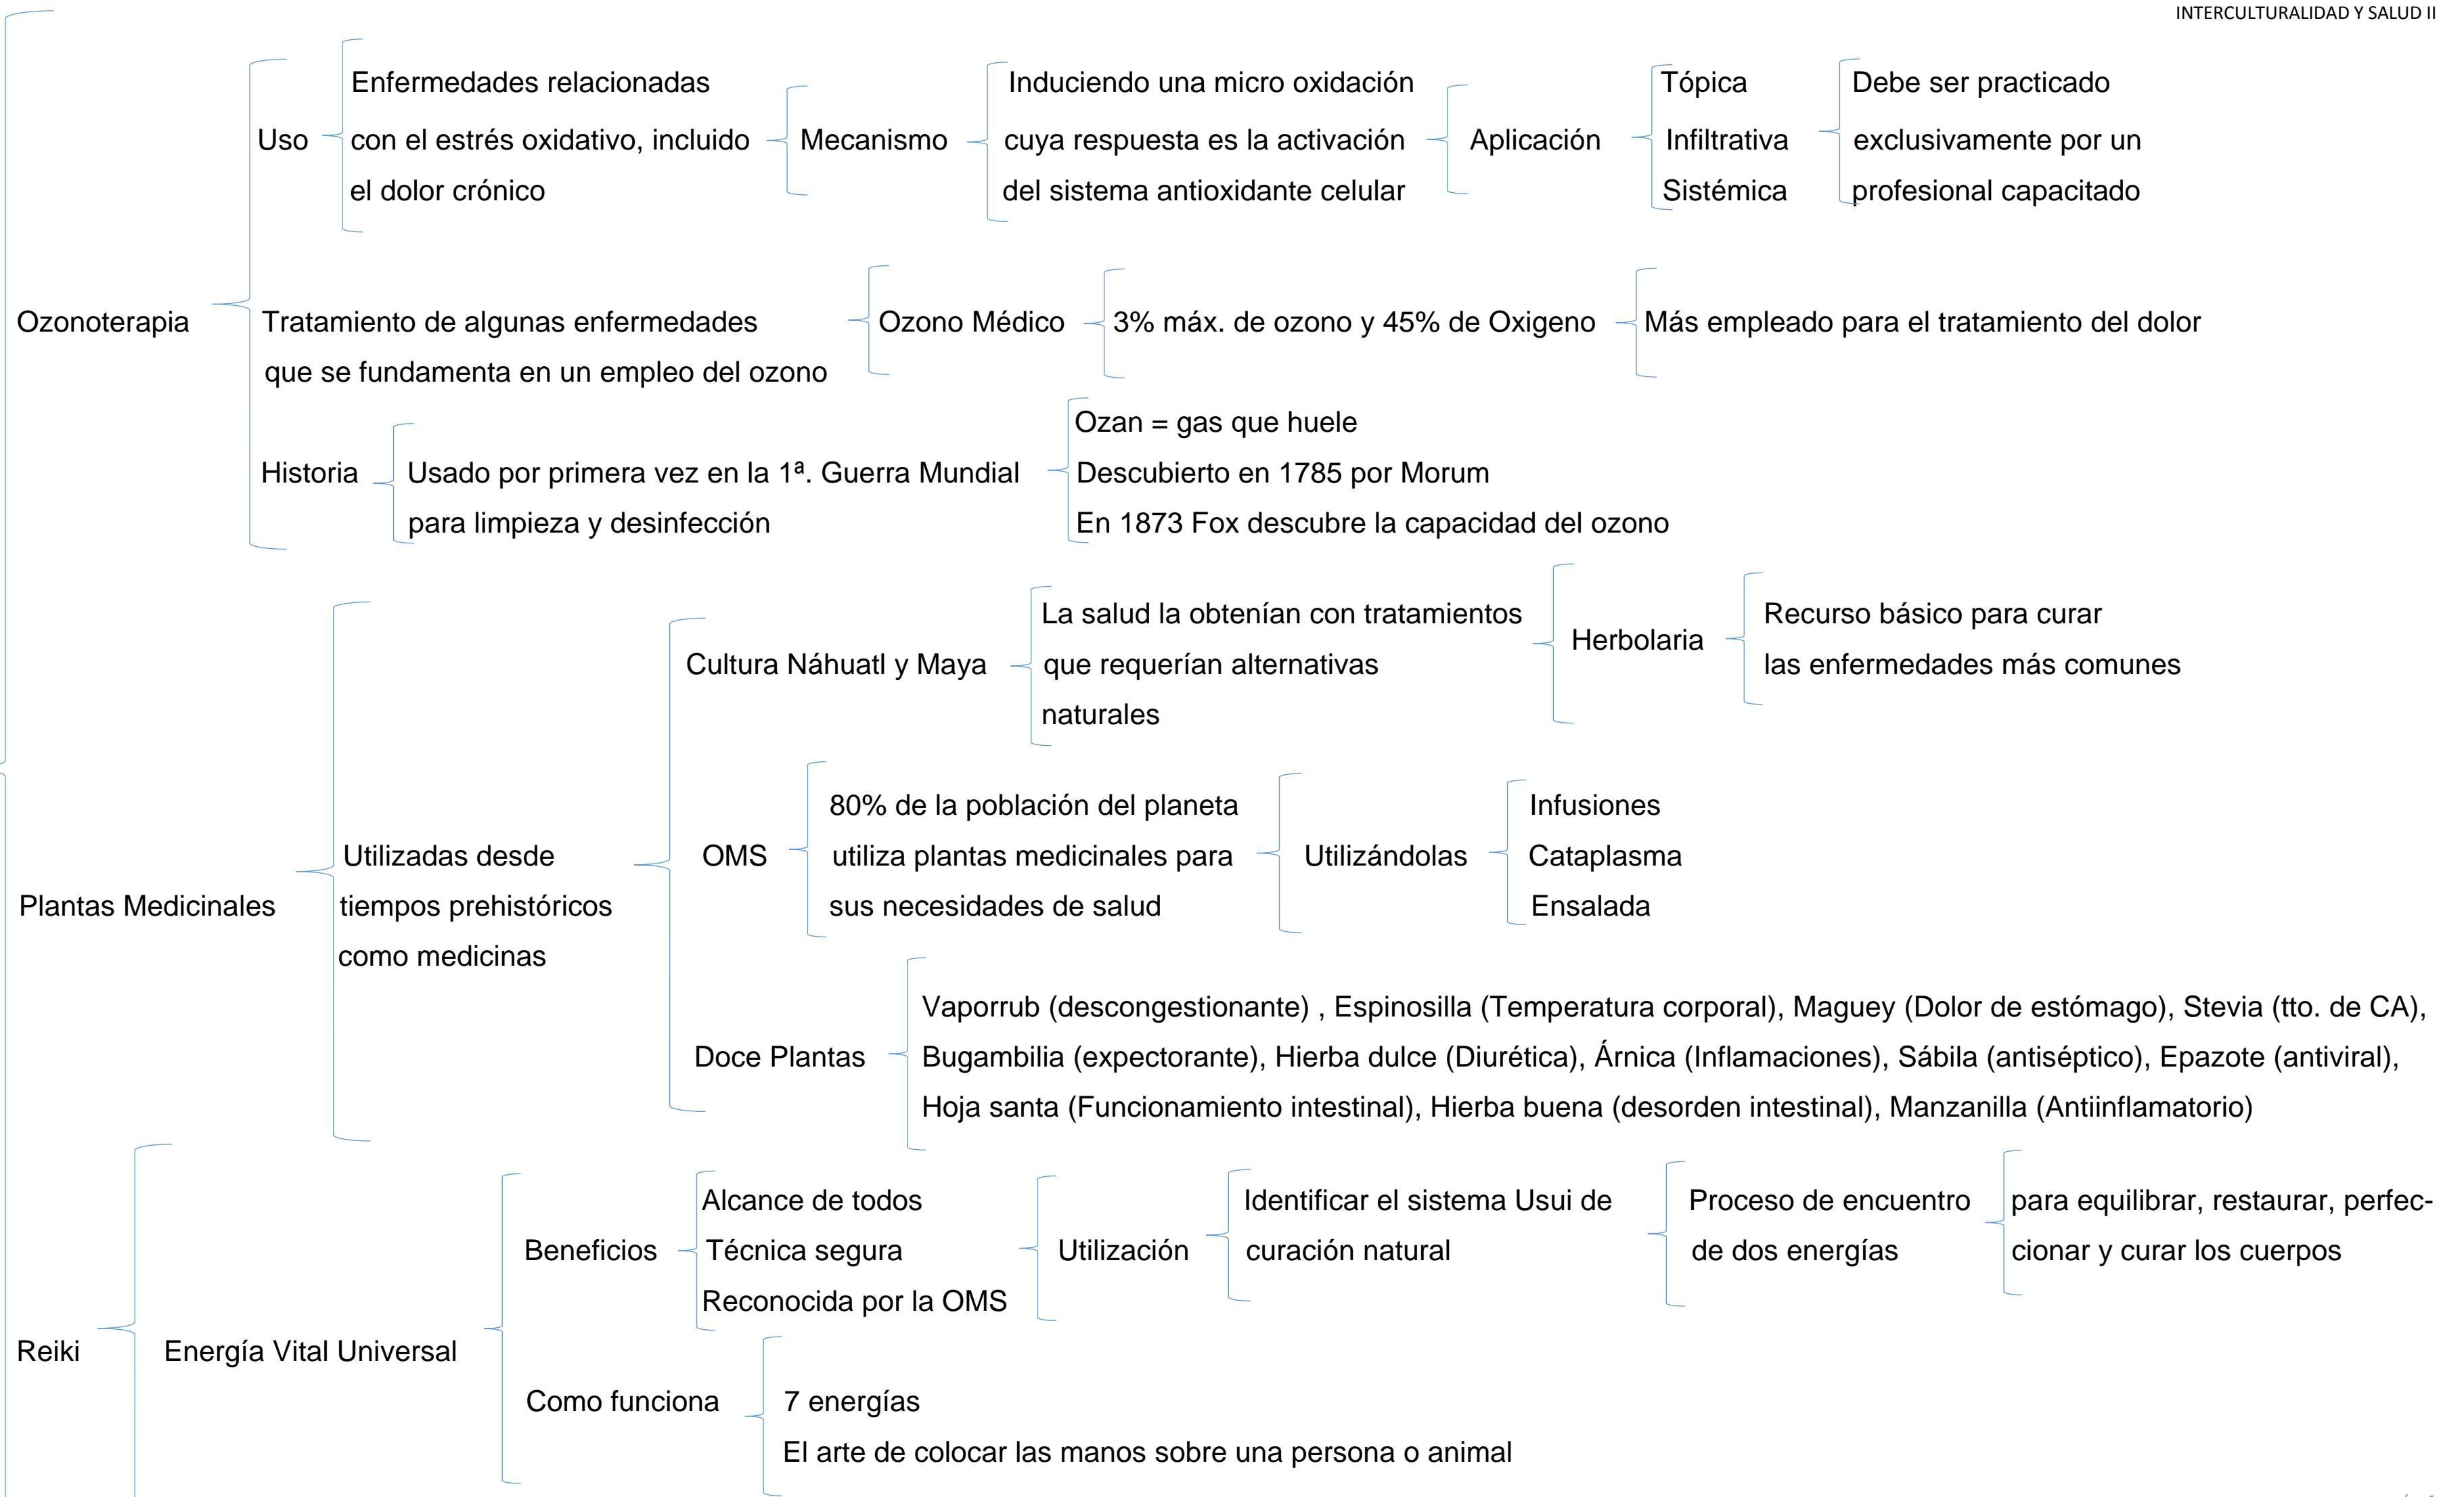 INTERCULTURALIDAD Y SALUD II
Ozonoterapia
Uso
Enfermedades relacionadas
con el estrés oxidativo, incluido
el dolor crónico
Mecanismo
Induciendo una micro oxidación
cuya respuesta es la activación
del sistema antioxidante celular
Aplicación
Tópica
Infiltrativa
Sistémica
Debe ser practicado
exclusivamente por un
profesional capacitado
Tratamiento de algunas enfermedades
que se fundamenta en un empleo del ozono
Ozono Médico
3% máx. de ozono y 45% de Oxigeno
Más empleado para el tratamiento del dolor
Historia
Usado por primera vez en la 1ª. Guerra Mundial
para limpieza y desinfección
Ozan = gas que huele
Descubierto en 1785 por Morum
En 1873 Fox descubre la capacidad del ozono
Plantas Medicinales
Utilizadas desde
tiempos prehistóricos
como medicinas
Cultura Náhuatl y Maya
La salud la obtenían con tratamientos
que requerían alternativas
naturales
Herbolaria
Recurso básico para curar
las enfermedades más comunes
OMS
80% de la población del planeta
utiliza plantas medicinales para
sus necesidades de salud
Utilizándolas
Infusiones
Cataplasma
Ensalada
Doce Plantas
Vaporrub (descongestionante) , Espinosilla (Temperatura corporal), Maguey (Dolor de estómago), Stevia (tto. de CA),
Bugambilia (expectorante), Hierba dulce (Diurética), Árnica (Inflamaciones), Sábila (antiséptico), Epazote (antiviral),
Hoja santa (Funcionamiento intestinal), Hierba buena (desorden intestinal), Manzanilla (Antiinflamatorio)
Reiki
Energía Vital Universal
Beneficios
Alcance de todos
Técnica segura
Reconocida por la OMS
Utilización
Identificar el sistema Usui de
curación natural
Proceso de encuentro
de dos energías
para equilibrar, restaurar, perfec-
cionar y curar los cuerpos
Como funciona
7 energías
El arte de colocar las manos sobre una persona o animal